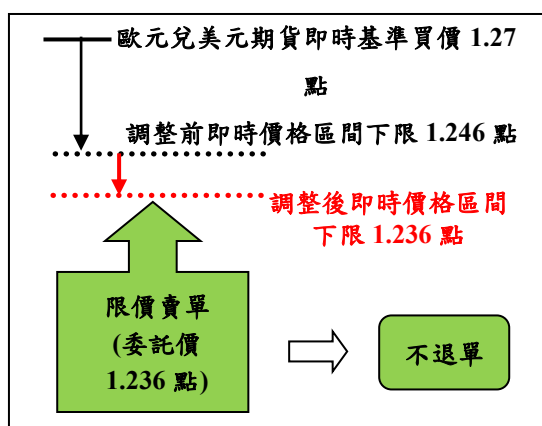 歐元兌美元期貨即時基準買價 1.27
點
調整前即時價格區間下限 1.246 點
調整後即時價格區間
下限 1.236 點
限價賣單
(委託價
1.236 點)
不退單